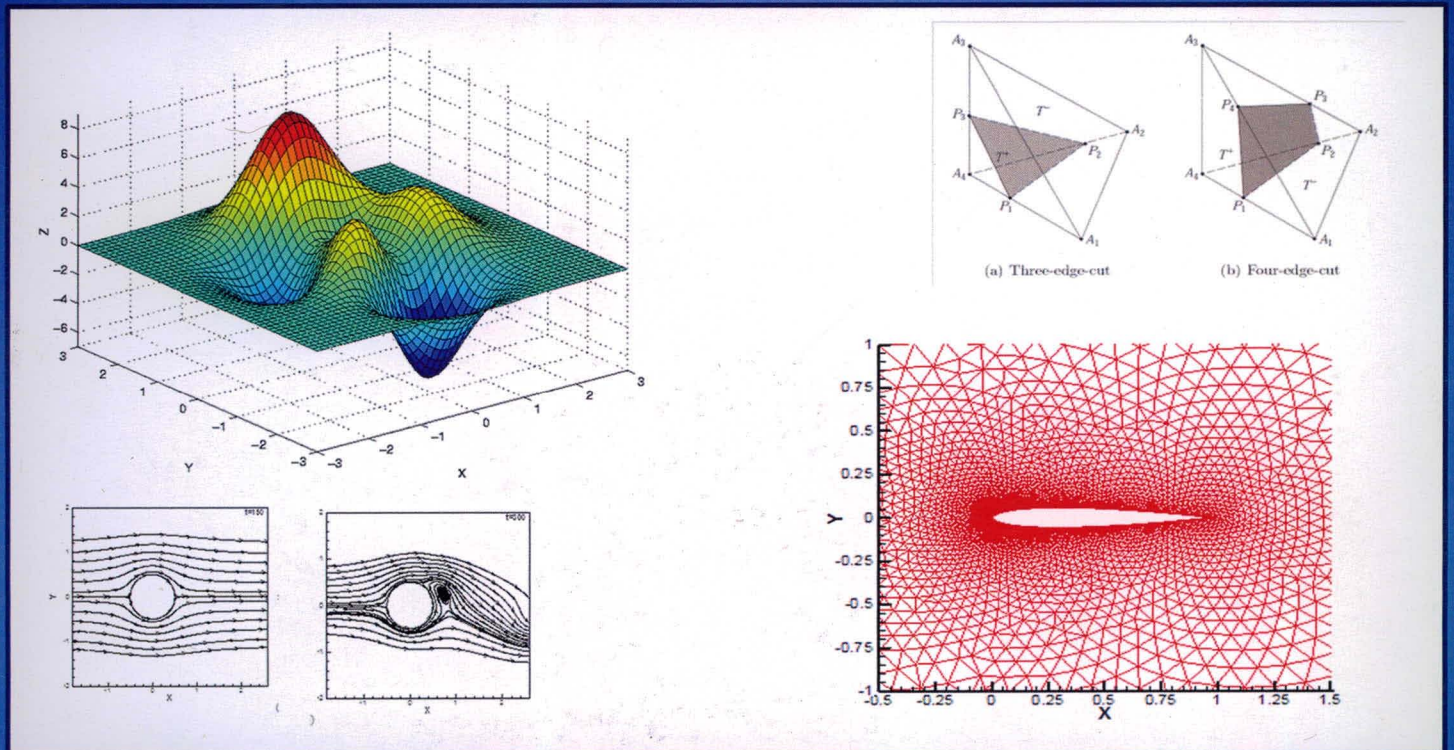 8
6
4
2
0
−2
−4
−6
Z
3
2
1
0
−1
−2
−3
Y
−3
−2
−1
0
1
2
3
X
A3
P3
T−
A2
P2
T+
A4
P1
A1
(a) Three-edge-cut
A3
P4
P3
A2
P2
T+
A4
T−
P1
A1
(b) Four-edge-cut
1
0.75
0.5
0.25
0
-0.25
-0.5
-0.75
-1
Y
-0.5 -0.25 0 0.25 0.5 0.75 1 1.25 1.5
X
Y
X
X